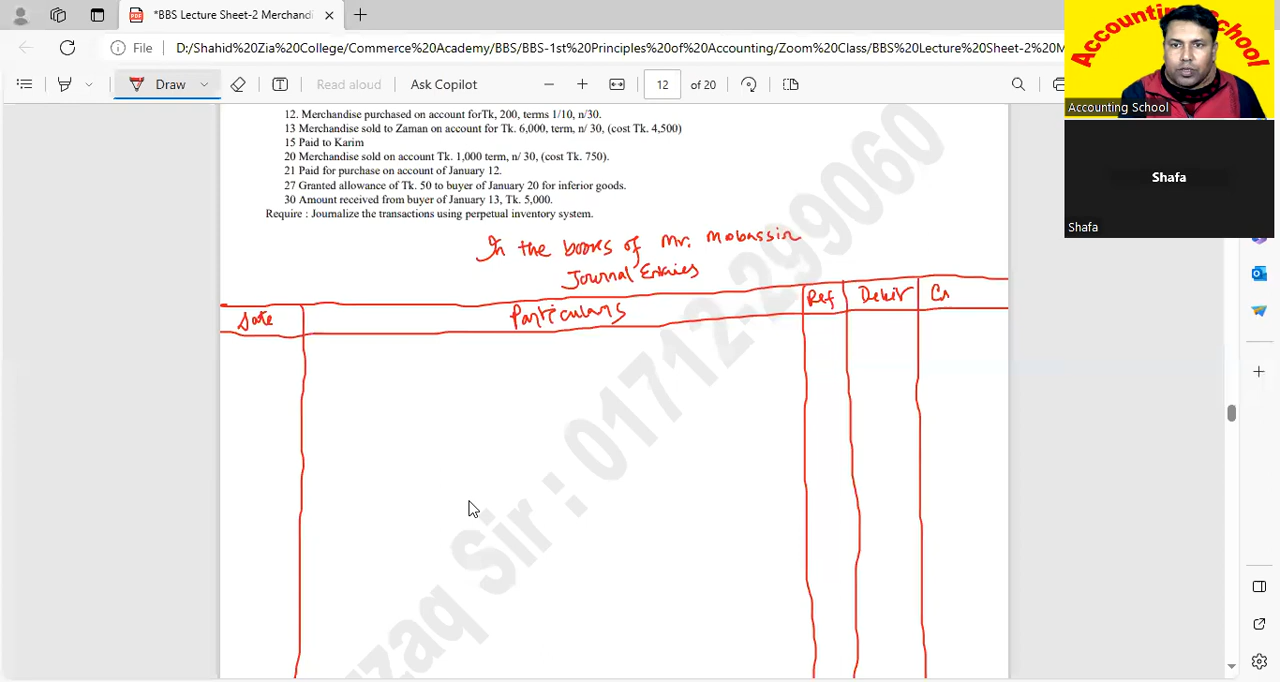 *BBS Lecture Sheet-2 Merchandi
File
D:/Shahid%20Zia%20College/Commerce%20Academy/BBS/BBS-1st%20Principles%20of%20Accounting/Zoom%20Class/BBS%20Lecture%20Sheet-2%20M
Draw
Read aloud
Ask Copilot
12
of 20
Accounting School
Accounting School
Shafa
Shafa
12. Merchandise purchased on account forTk, 200, terms 1/10, n/30.
13 Merchandise sold to Zaman on account for Tk. 6,000, term, n/ 30, (cost Tk. 4,500)
15 Paid to Karim
20 Merchandise sold on account Tk. 1,000 term, n/ 30, (cost Tk. 750).
21 Paid for purchase on account of January 12.
27 Granted allowance of Tk. 50 to buyer of January 20 for inferior goods.
30 Amount received from buyer of January 13, Tk. 5,000.
Require : Journalize the transactions using perpetual inventory system.
In the books of Mr. Mobassir
Journal Entries
Date Particulars Ref Debit Cr
rzaq Sir : 01712-299060